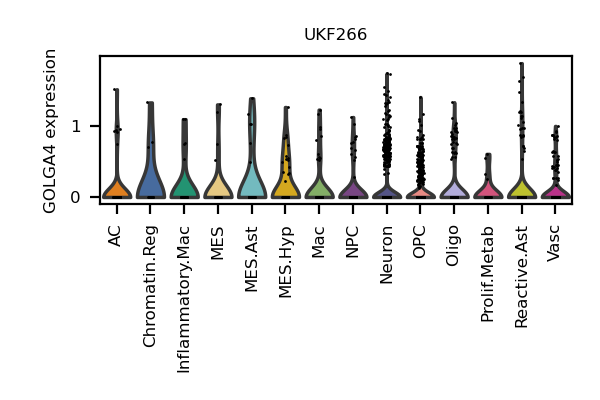 UKF266
GOLGA4 expression
1
0
AC
Chromatin.Reg
Inflammatory.Mac
MES
MES.Ast
MES.Hyp
Mac
NPC
Neuron
OPC
Oligo
Prolif.Metab
Reactive.Ast
Vasc